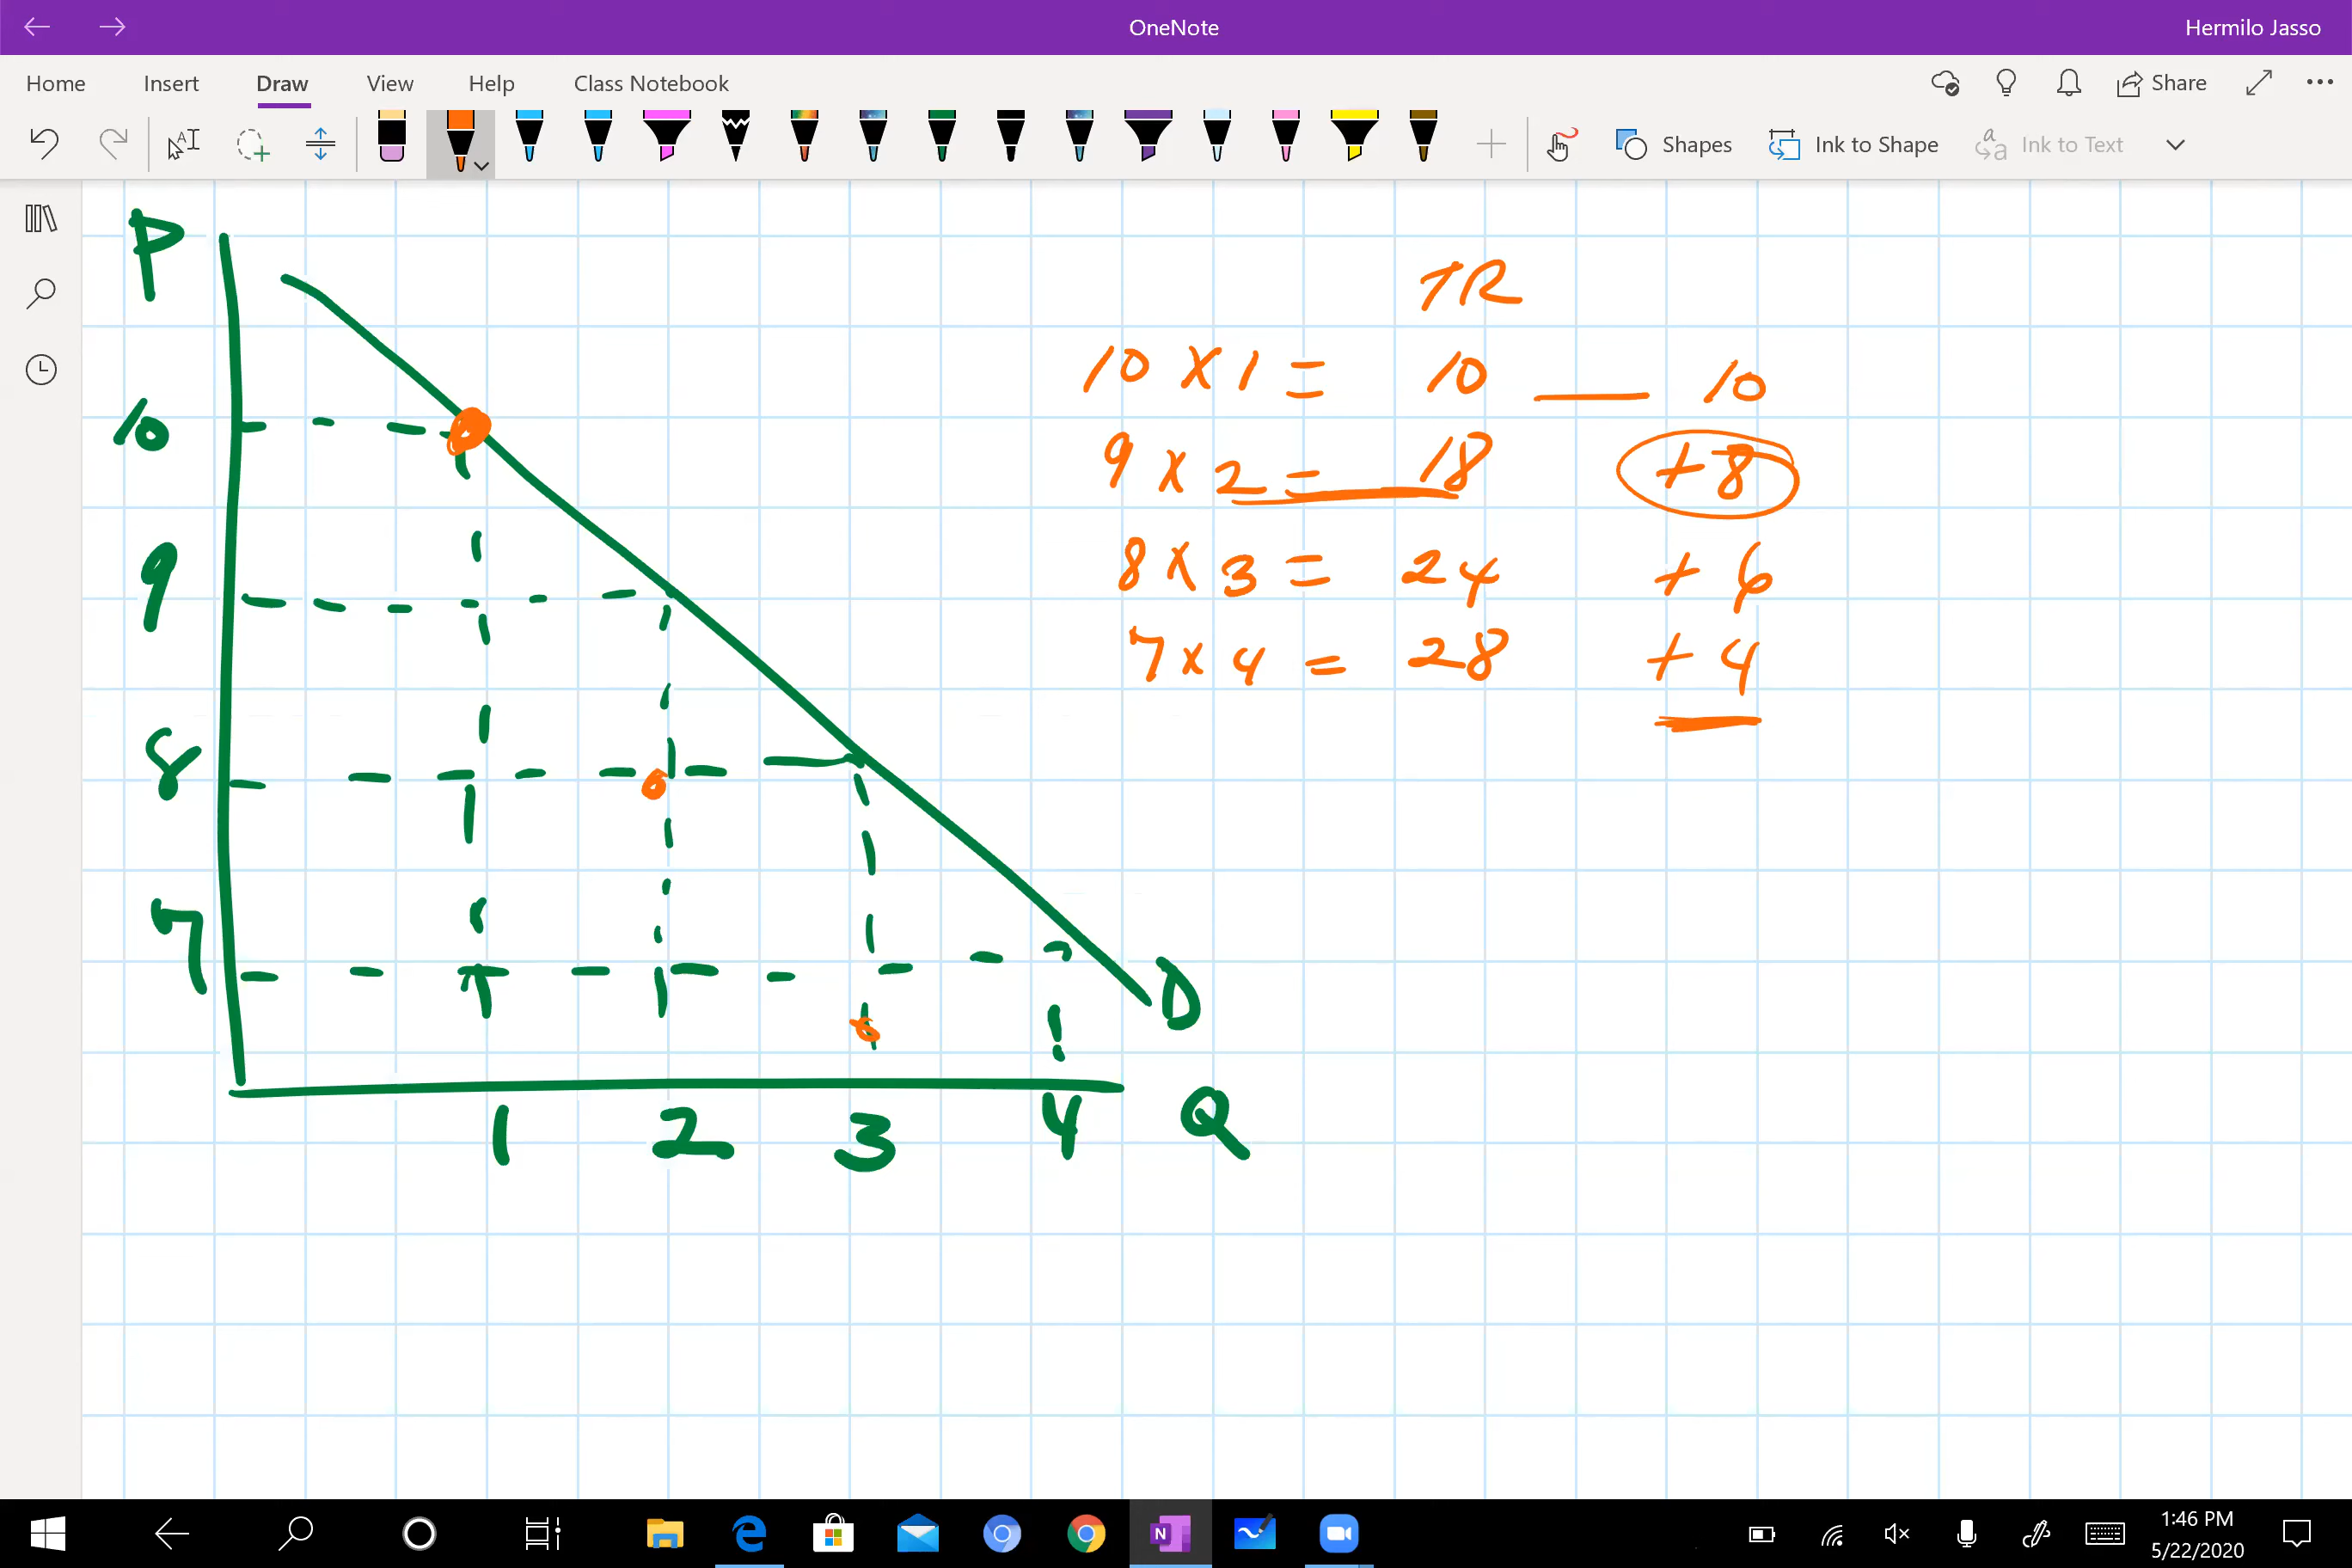 OneNote
Hermilo Jasso
Home Insert Draw View Help Class Notebook
Share
Shapes Ink to Shape Ink to Text
P
10
9
8
7
D
1 2 3 4 Q
TR
10 X 1 = 10 — 10
9 X 2 = 18 +8
8 X 3 = 24 +6
7 X 4 = 28 +4
1:46 PM
5/22/2020